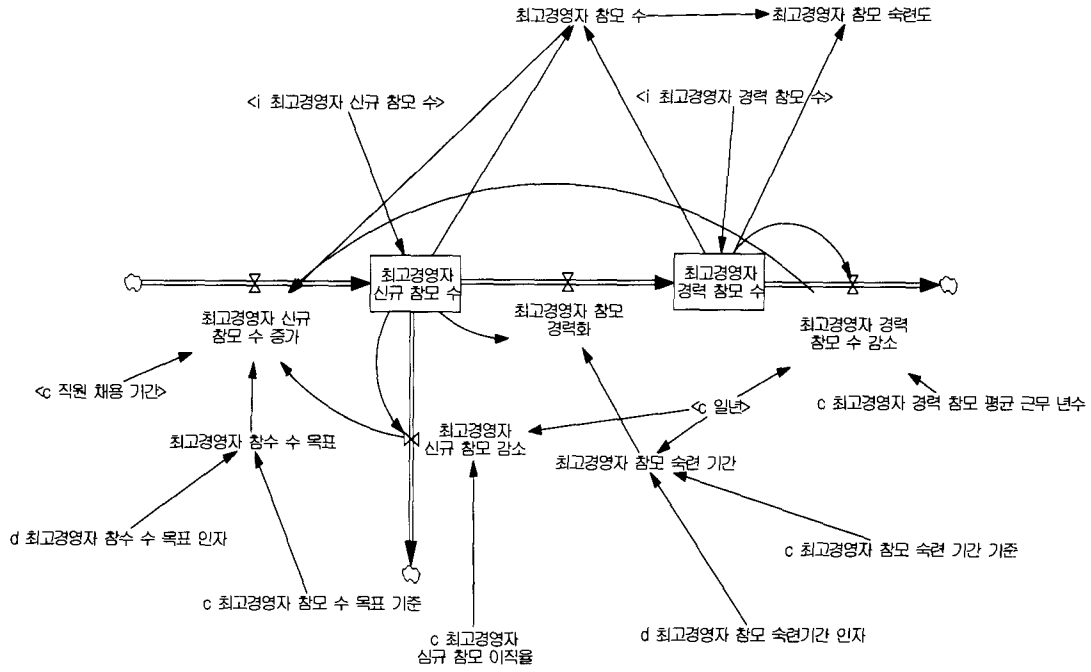 최고경영자 참모 수
최고경영자 참모 숙련도
<i 최고경영자 신규 참모 수>
<i 최고경영자 경력 참모 수>
최고경영자
신규 참모 수
최고경영자
경력 참모 수
최고경영자 신규
참모 수 증가
최고경영자 참모
경력화
최고경영자 경력
참모 수 감소
<c 직원 채용 기간>
<c 일년>
c 최고경영자 경력 참모 평균 근무 년수
최고경영자 참수 수 목표
최고경영자
신규 참모 감소
최고경영자 참모 숙련 기간
d 최고경영자 참수 수 목표 인자
c 최고경영자 참모 숙련 기간 기준
c 최고경영자 참모 수 목표 기준
c 최고경영자
심규 참모 이직율
d 최고경영자 참모 숙련기간 인자